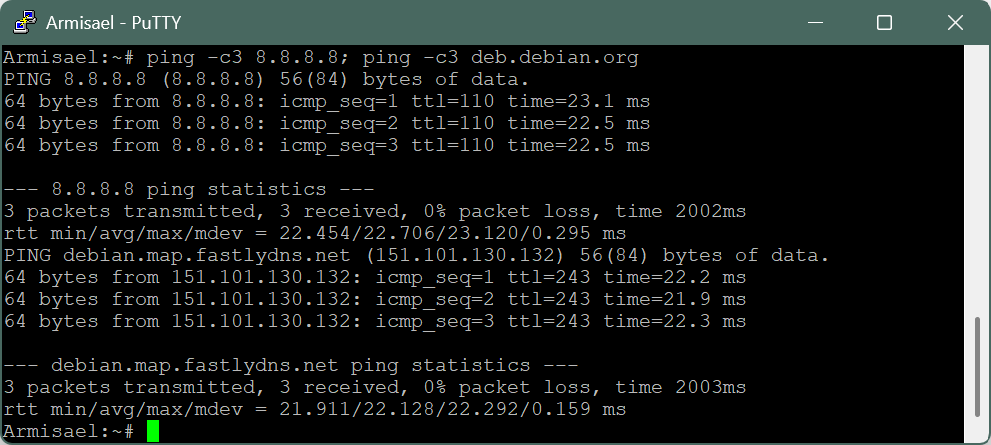 Armisael - PuTTY
Armisael:~# ping -c3 8.8.8.8; ping -c3 deb.debian.org
PING 8.8.8.8 (8.8.8.8) 56(84) bytes of data.
64 bytes from 8.8.8.8: icmp_seq=1 ttl=110 time=23.1 ms
64 bytes from 8.8.8.8: icmp_seq=2 ttl=110 time=22.5 ms
64 bytes from 8.8.8.8: icmp_seq=3 ttl=110 time=22.5 ms

--- 8.8.8.8 ping statistics ---
3 packets transmitted, 3 received, 0% packet loss, time 2002ms
rtt min/avg/max/mdev = 22.454/22.706/23.120/0.295 ms
PING debian.map.fastlydns.net (151.101.130.132) 56(84) bytes of data.
64 bytes from 151.101.130.132: icmp_seq=1 ttl=243 time=22.2 ms
64 bytes from 151.101.130.132: icmp_seq=2 ttl=243 time=21.9 ms
64 bytes from 151.101.130.132: icmp_seq=3 ttl=243 time=22.3 ms

--- debian.map.fastlydns.net ping statistics ---
3 packets transmitted, 3 received, 0% packet loss, time 2003ms
rtt min/avg/max/mdev = 21.911/22.128/22.292/0.159 ms
Armisael:~#